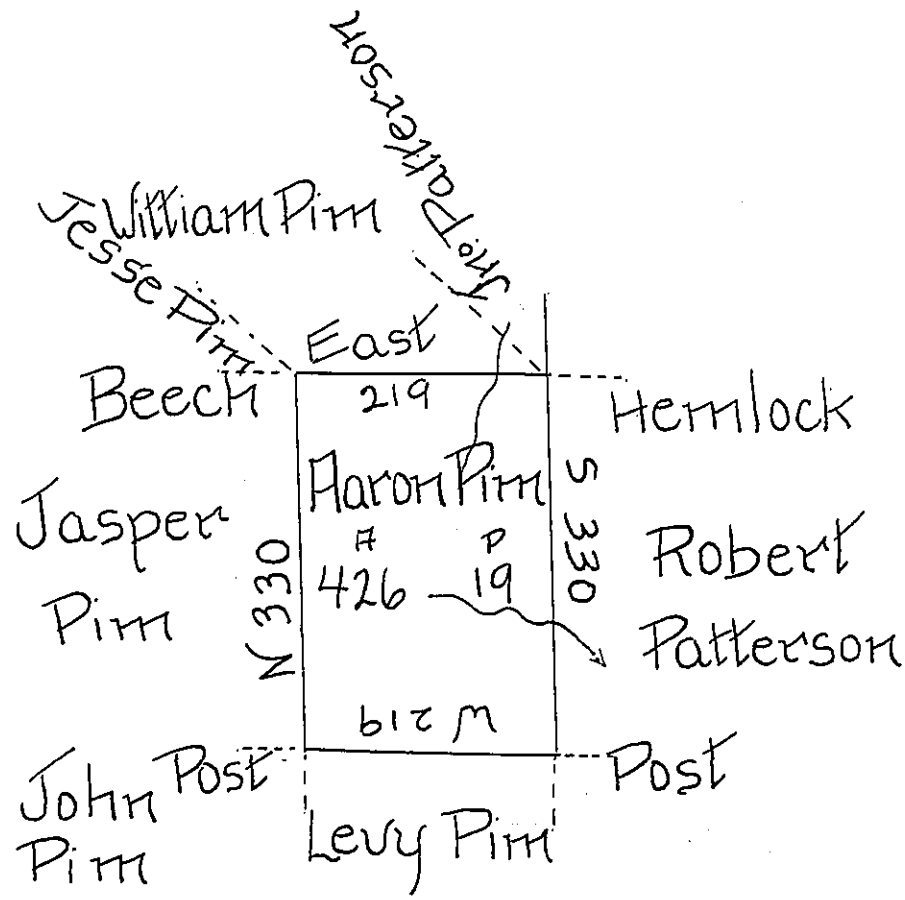 Jno. Patterson
William Pim
Jesse Pim
East
Beech
219
Hemlock
Aaron Pim
Jasper
Pim
N 330
A P
426 19
S 330
Robert
Patterson
W 219
Post
Post
John
Pim
Levy Pim